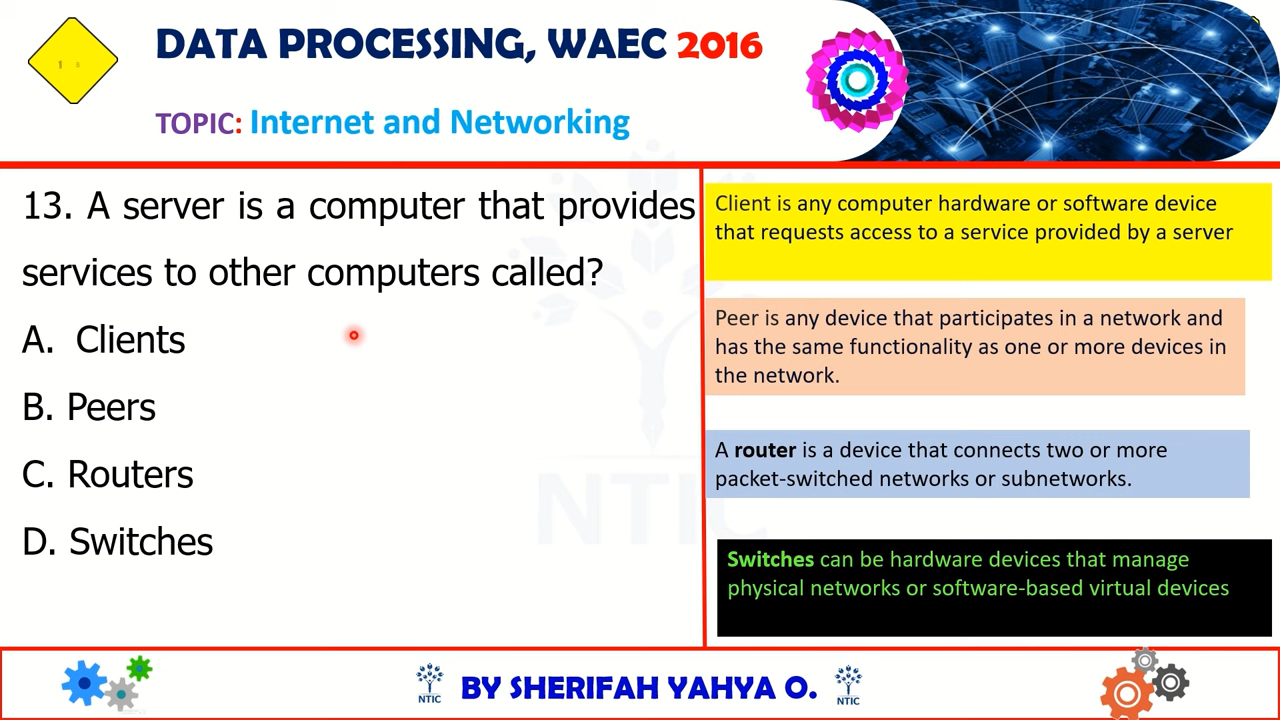 DATA PROCESSING, WAEC 2016
TOPIC: Internet and Networking
13. A server is a computer that provides
services to other computers called?
A. Clients
B. Peers
C. Routers
D. Switches
Client is any computer hardware or software device
that requests access to a service provided by a server
Peer is any device that participates in a network and
has the same functionality as one or more devices in
the network.
A router is a device that connects two or more
packet-switched networks or subnetworks.
Switches can be hardware devices that manage
physical networks or software-based virtual devices
NTIC
NTIC
BY SHERIFAH YAHYA O.
NTIC